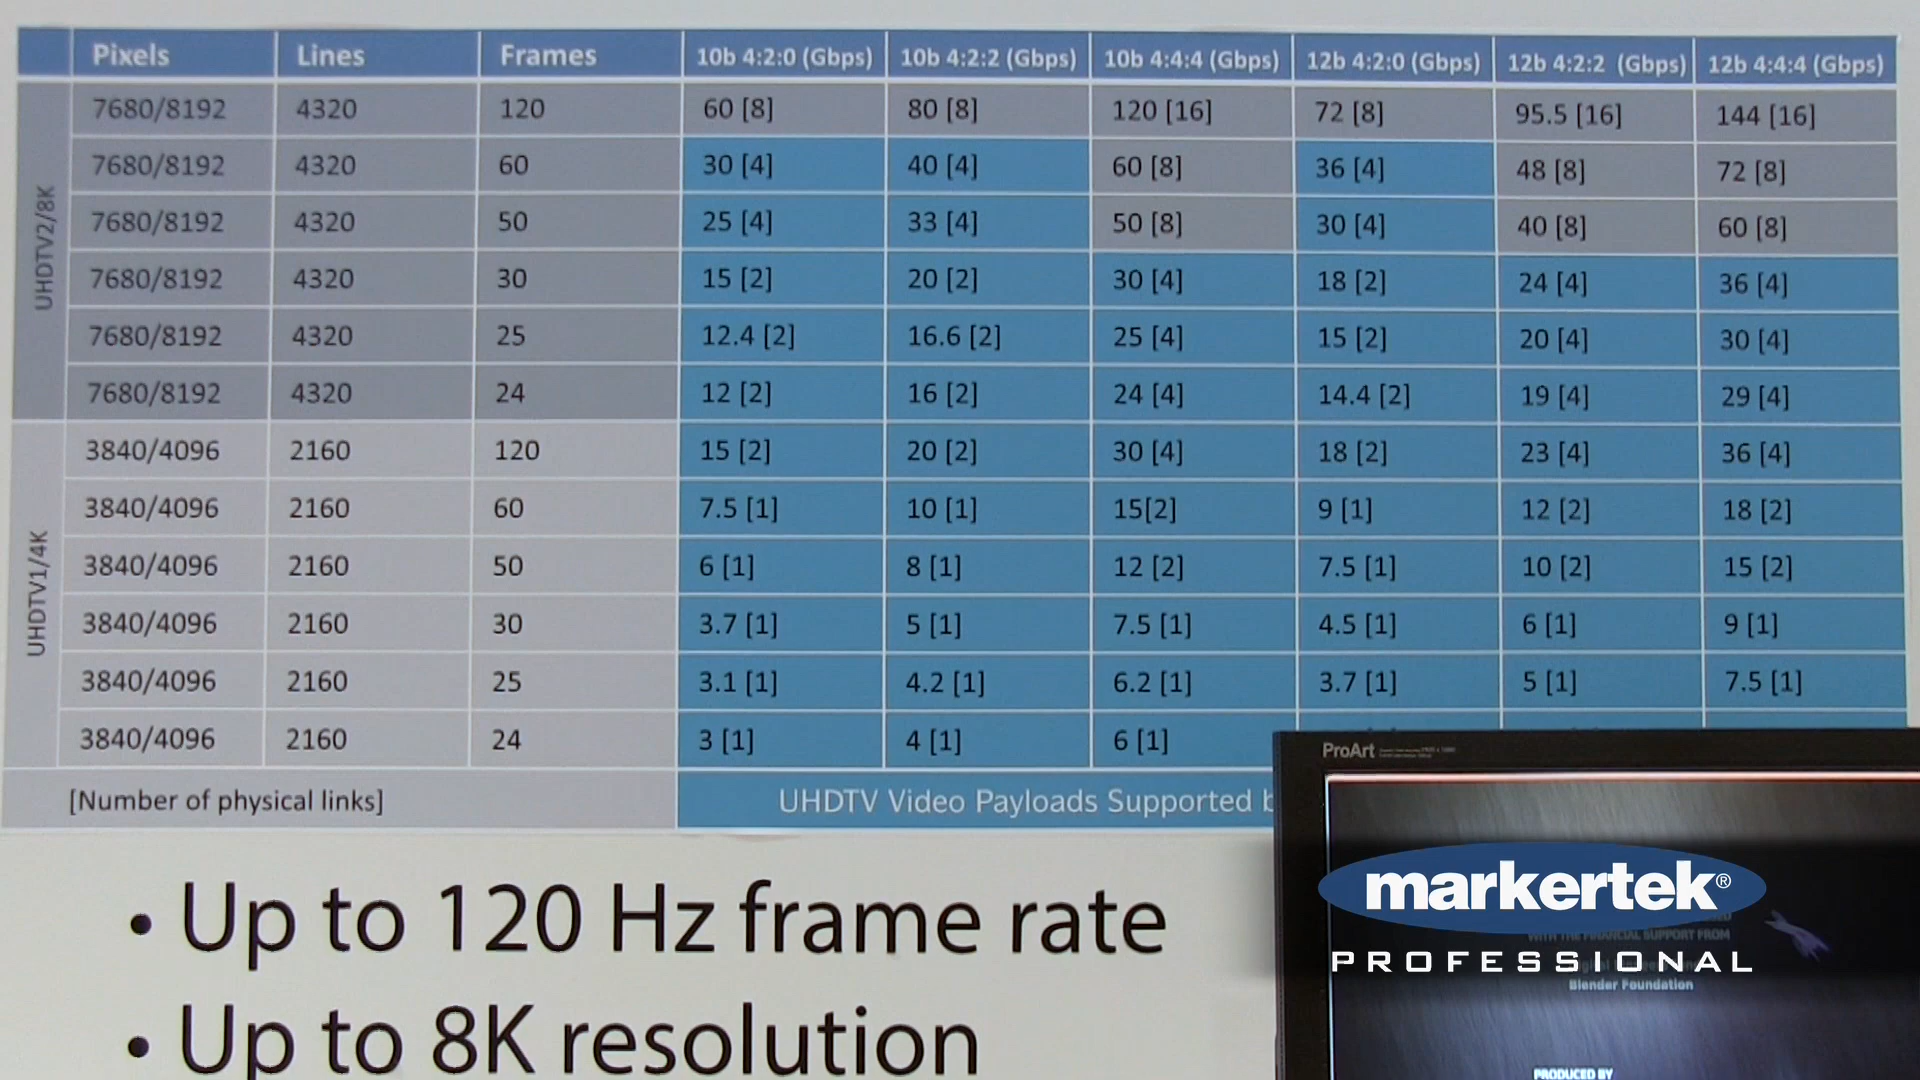 Pixels Lines Frames 10b 4:2:0 (Gbps) 10b 4:2:2 (Gbps) 10b 4:4:4 (Gbps) 12b 4:2:0 (Gbps) 12b 4:2:2 (Gbps) 12b 4:4:4 (Gbps)
UHDTV2/8K
7680/8192 4320 120 60 [8] 80 [8] 120 [16] 72 [8] 95.5 [16] 144 [16]
7680/8192 4320 60 30 [4] 40 [4] 60 [8] 36 [4] 48 [8] 72 [8]
7680/8192 4320 50 25 [4] 33 [4] 50 [8] 30 [4] 40 [8] 60 [8]
7680/8192 4320 30 15 [2] 20 [2] 30 [4] 18 [2] 24 [4] 36 [4]
7680/8192 4320 25 12.4 [2] 16.6 [2] 25 [4] 15 [2] 20 [4] 30 [4]
7680/8192 4320 24 12 [2] 16 [2] 24 [4] 14.4 [2] 19 [4] 29 [4]
UHDTV1/4K
3840/4096 2160 120 15 [2] 20 [2] 30 [4] 18 [2] 23 [4] 36 [4]
3840/4096 2160 60 7.5 [1] 10 [1] 15[2] 9 [1] 12 [2] 18 [2]
3840/4096 2160 50 6 [1] 8 [1] 12 [2] 7.5 [1] 10 [2] 15 [2]
3840/4096 2160 30 3.7 [1] 5 [1] 7.5 [1] 4.5 [1] 6 [1] 9 [1]
3840/4096 2160 25 3.1 [1] 4.2 [1] 6.2 [1] 3.7 [1] 5 [1] 7.5 [1]
3840/4096 2160 24 3 [1] 4 [1] 6 [1]
[Number of physical links] UHDTV Video Payloads Supported
• Up to 120 Hz frame rate
• Up to 8K resolution
ProArt
markertek®
WITH THE FINANCIAL SUPPORT FROM
PROFESSIONAL
Blender Foundation
PRODUCED BY